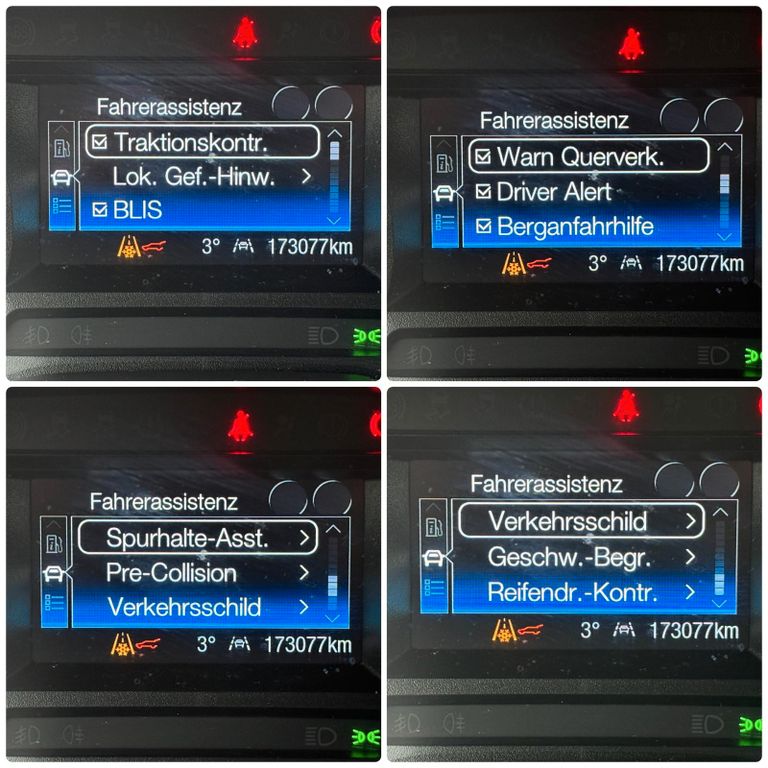 Fahrerassistenz
Traktionskontr.
Lok. Gef.-Hinw.
BLIS
3° 173077km
Fahrerassistenz
Warn Querverk.
Driver Alert
Berganfahrhilfe
3° 173077km
Fahrerassistenz
Spurhalte-Asst.
Pre-Collision
Verkehrsschild
3° 173077km
Fahrerassistenz
Verkehrsschild
Geschw.-Begr.
Reifendr.-Kontr.
3° 173077km